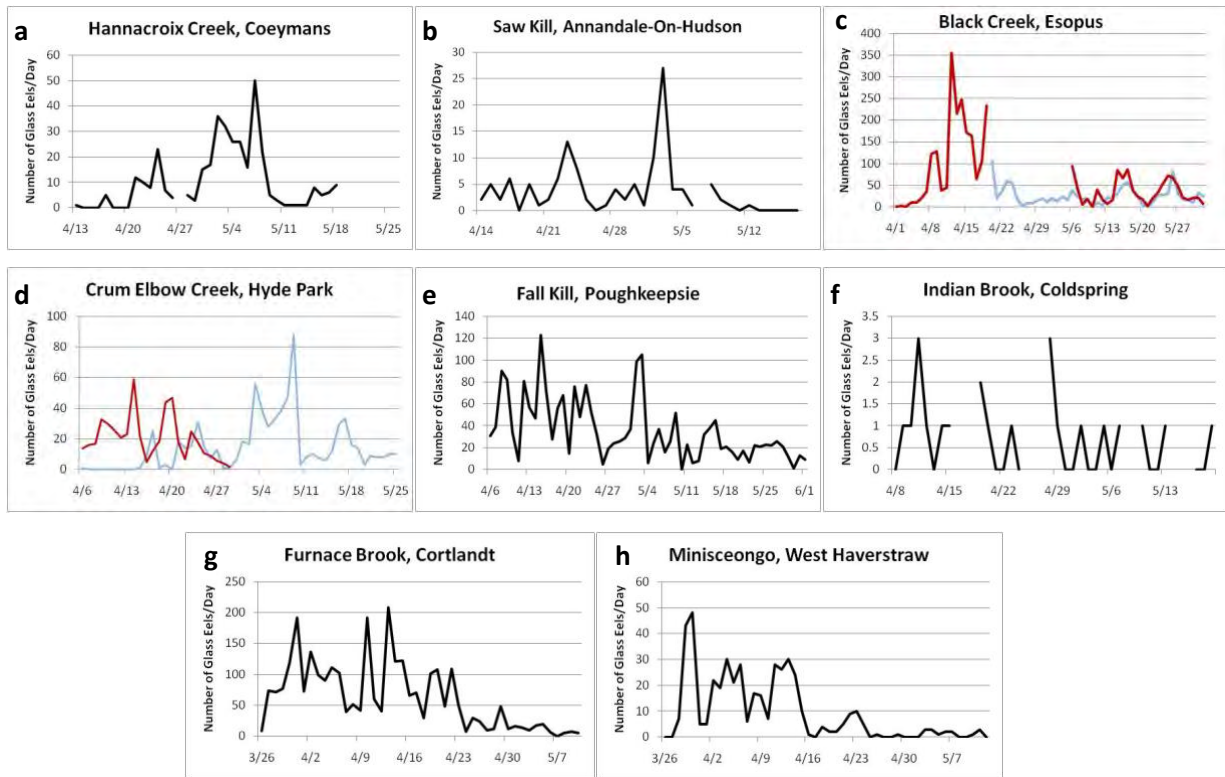 a
Hannacroix Creek, Coeymans
Number of Glass Eels/Day
60
50
40
30
20
10
0
4/13 4/20 4/27 5/4 5/11 5/18 5/25
b
Saw Kill, Annandale-On-Hudson
Number of Glass Eels/Day
30
25
20
15
10
5
0
4/14 4/21 4/28 5/5 5/12
c
Black Creek, Esopus
Number of Glass Eels/Day
400
350
300
250
200
150
100
50
0
4/1 4/8 4/15 4/22 4/29 5/6 5/13 5/20 5/27
d
Crum Elbow Creek, Hyde Park
Number of Glass Eels/Day
100
80
60
40
20
0
4/6 4/13 4/20 4/27 5/4 5/11 5/18 5/25
e
Fall Kill, Poughkeepsie
Number of Glass Eels/Day
140
120
100
80
60
40
20
0
4/6 4/13 4/20 4/27 5/4 5/11 5/18 5/25 6/1
f
Indian Brook, Coldspring
Number of Glass Eels/Day
3.5
3
2.5
2
1.5
1
0.5
0
4/8 4/15 4/22 4/29 5/6 5/13
g
Furnace Brook, Cortlandt
Number of Glass Eels/Day
250
200
150
100
50
0
3/26 4/2 4/9 4/16 4/23 4/30 5/7
h
Minisceongo, West Haverstraw
Number of Glass Eels/Day
60
50
40
30
20
10
0
3/26 4/2 4/9 4/16 4/23 4/30 5/7